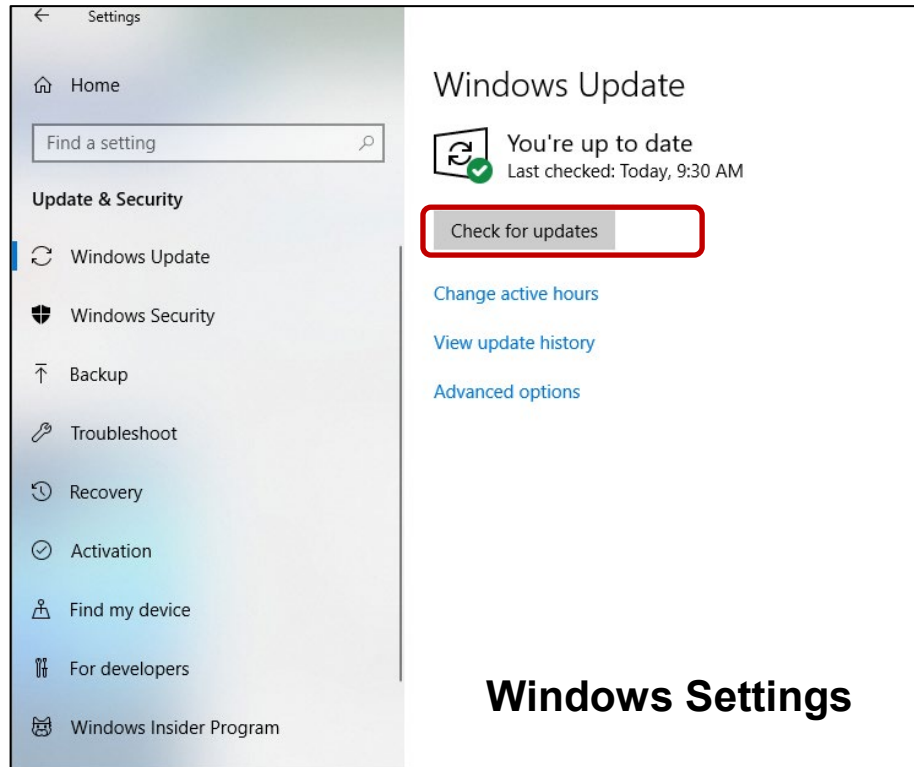 Settings
Home
Find a setting
Update & Security
Windows Update
Windows Security
Backup
Troubleshoot
Recovery
Activation
Find my device
For developers
Windows Insider Program
Windows Update
You're up to date
Last checked: Today, 9:30 AM
Check for updates
Change active hours
View update history
Advanced options
Windows Settings